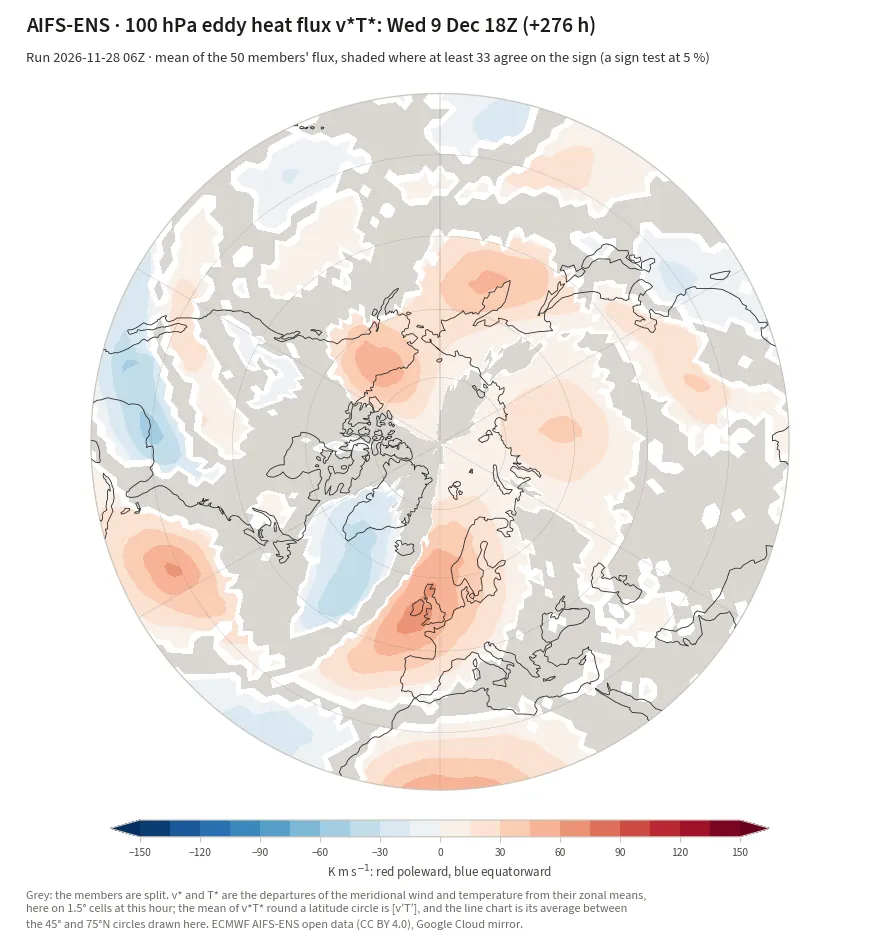 AIFS-ENS · 100 hPa eddy heat flux v*T*: Wed 9 Dec 18Z (+276 h)
Run 2026-11-28 06Z · mean of the 50 members' flux, shaded where at least 33 agree on the sign (a sign test at 5 %)
−150 −120 −90 −60 −30 0 30 60 90 120 150
K m s⁻¹: red poleward, blue equatorward
Grey: the members are split. v* and T* are the departures of the meridional wind and temperature from their zonal means,
here on 1.5° cells at this hour; the mean of v*T* round a latitude circle is [v′T′], and the line chart is its average between
the 45° and 75°N circles drawn here. ECMWF AIFS-ENS open data (CC BY 4.0), Google Cloud mirror.